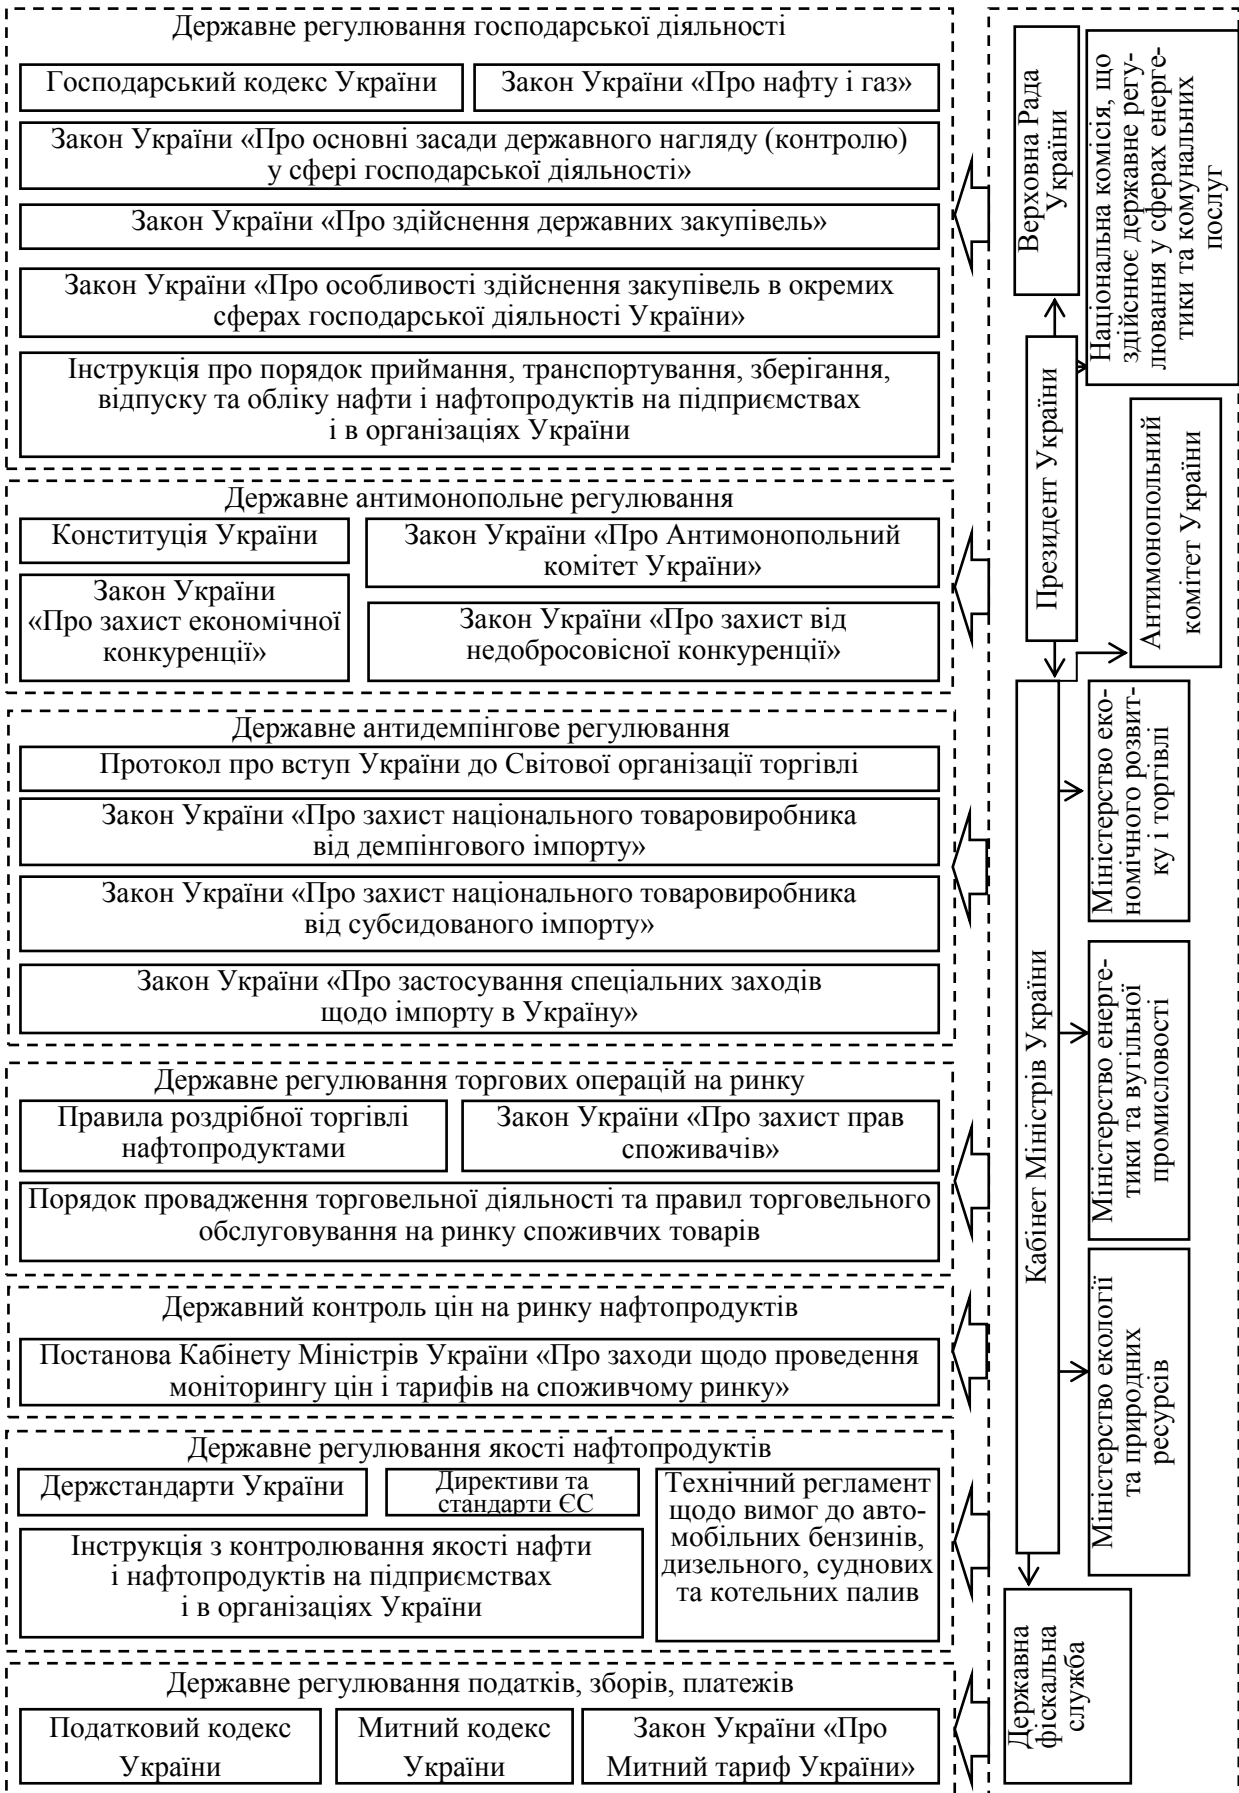 Державне регулювання господарської діяльності
Господарський кодекс України
Закон України «Про нафту і газ»
Закон України «Про основні засади державного нагляду (контролю)
у сфері господарської діяльності»
Закон України «Про здійснення державних закупівель»
Закон України «Про особливості здійснення закупівель в окремих
сферах господарської діяльності України»
Інструкція про порядок приймання, транспортування, зберігання,
відпуску та обліку нафти і нафтопродуктів на підприємствах
і в організаціях України
Державне антимонопольне регулювання
Конституція України
Закон України «Про Антимонопольний
комітет України»
Закон України
«Про захист економічної
конкуренції»
Закон України «Про захист від
недобросовісної конкуренції»
Державне антидемпінгове регулювання
Протокол про вступ України до Світової організації торгівлі
Закон України «Про захист національного товаровиробника
від демпінгового імпорту»
Закон України «Про захист національного товаровиробника
від субсидованого імпорту»
Закон України «Про застосування спеціальних заходів
щодо імпорту в Україну»
Державне регулювання торгових операцій на ринку
Правила роздрібної торгівлі
нафтопродуктами
Закон України «Про захист прав
споживачів»
Порядок провадження торговельної діяльності та правил торговельного
обслуговування на ринку споживчих товарів
Державний контроль цін на ринку нафтопродуктів
Постанова Кабінету Міністрів України «Про заходи щодо проведення
моніторингу цін і тарифів на споживчому ринку»
Державне регулювання якості нафтопродуктів
Держстандарти України
Директиви та
стандарти ЄС
Технічний регламент
щодо вимог до авто-
мобільних бензинів,
дизельного, суднових
та котельних палив
Інструкція з контролювання якості нафти
і нафтопродуктів на підприємствах
і в організаціях України
Державне регулювання податків, зборів, платежів
Податковий кодекс
України
Митний кодекс
України
Закон України «Про
Митний тариф України»
Верховна Рада
України
Національна комісія, що
здійснює державне регу-
лювання у сферах енерге-
тики та комунальних
послуг
Президент України
Антимонопольний
комітет України
Кабінет Міністрів України
Міністерство еко-
номічного розвит-
ку і торгівлі
Міністерство енерге-
тики та вугільної
промисловості
Міністерство екології
та природних
ресурсів
Державна
фіскальна
служба